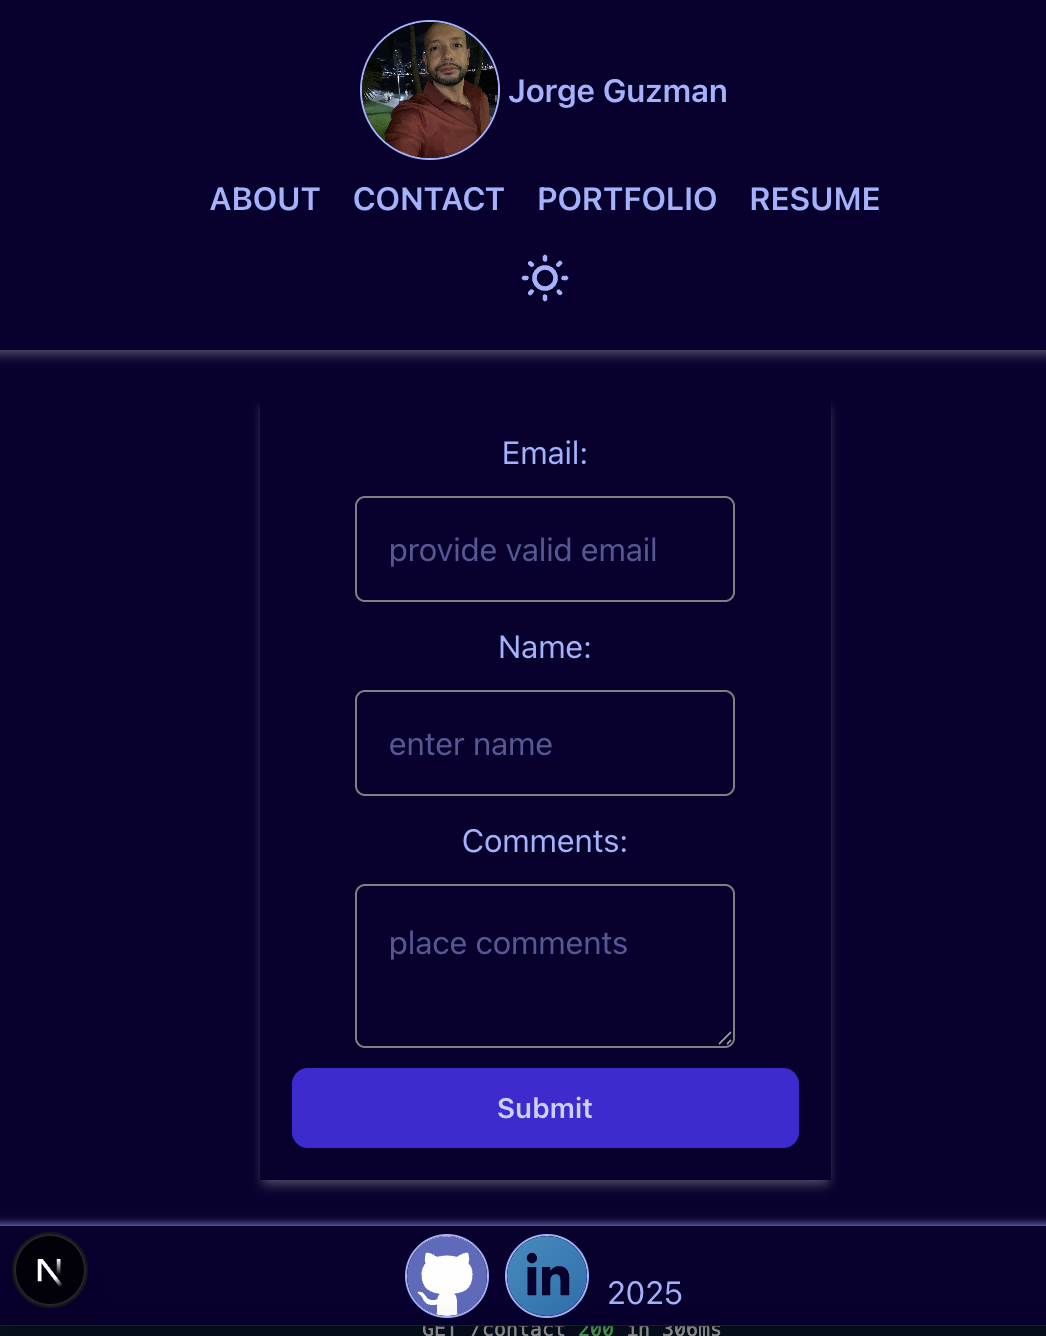 Jorge Guzman
ABOUT CONTACT PORTFOLIO RESUME
Email:
provide valid email
Name:
enter name
Comments:
place comments
Submit
N
in 2025
GET /contact 200 in 306ms